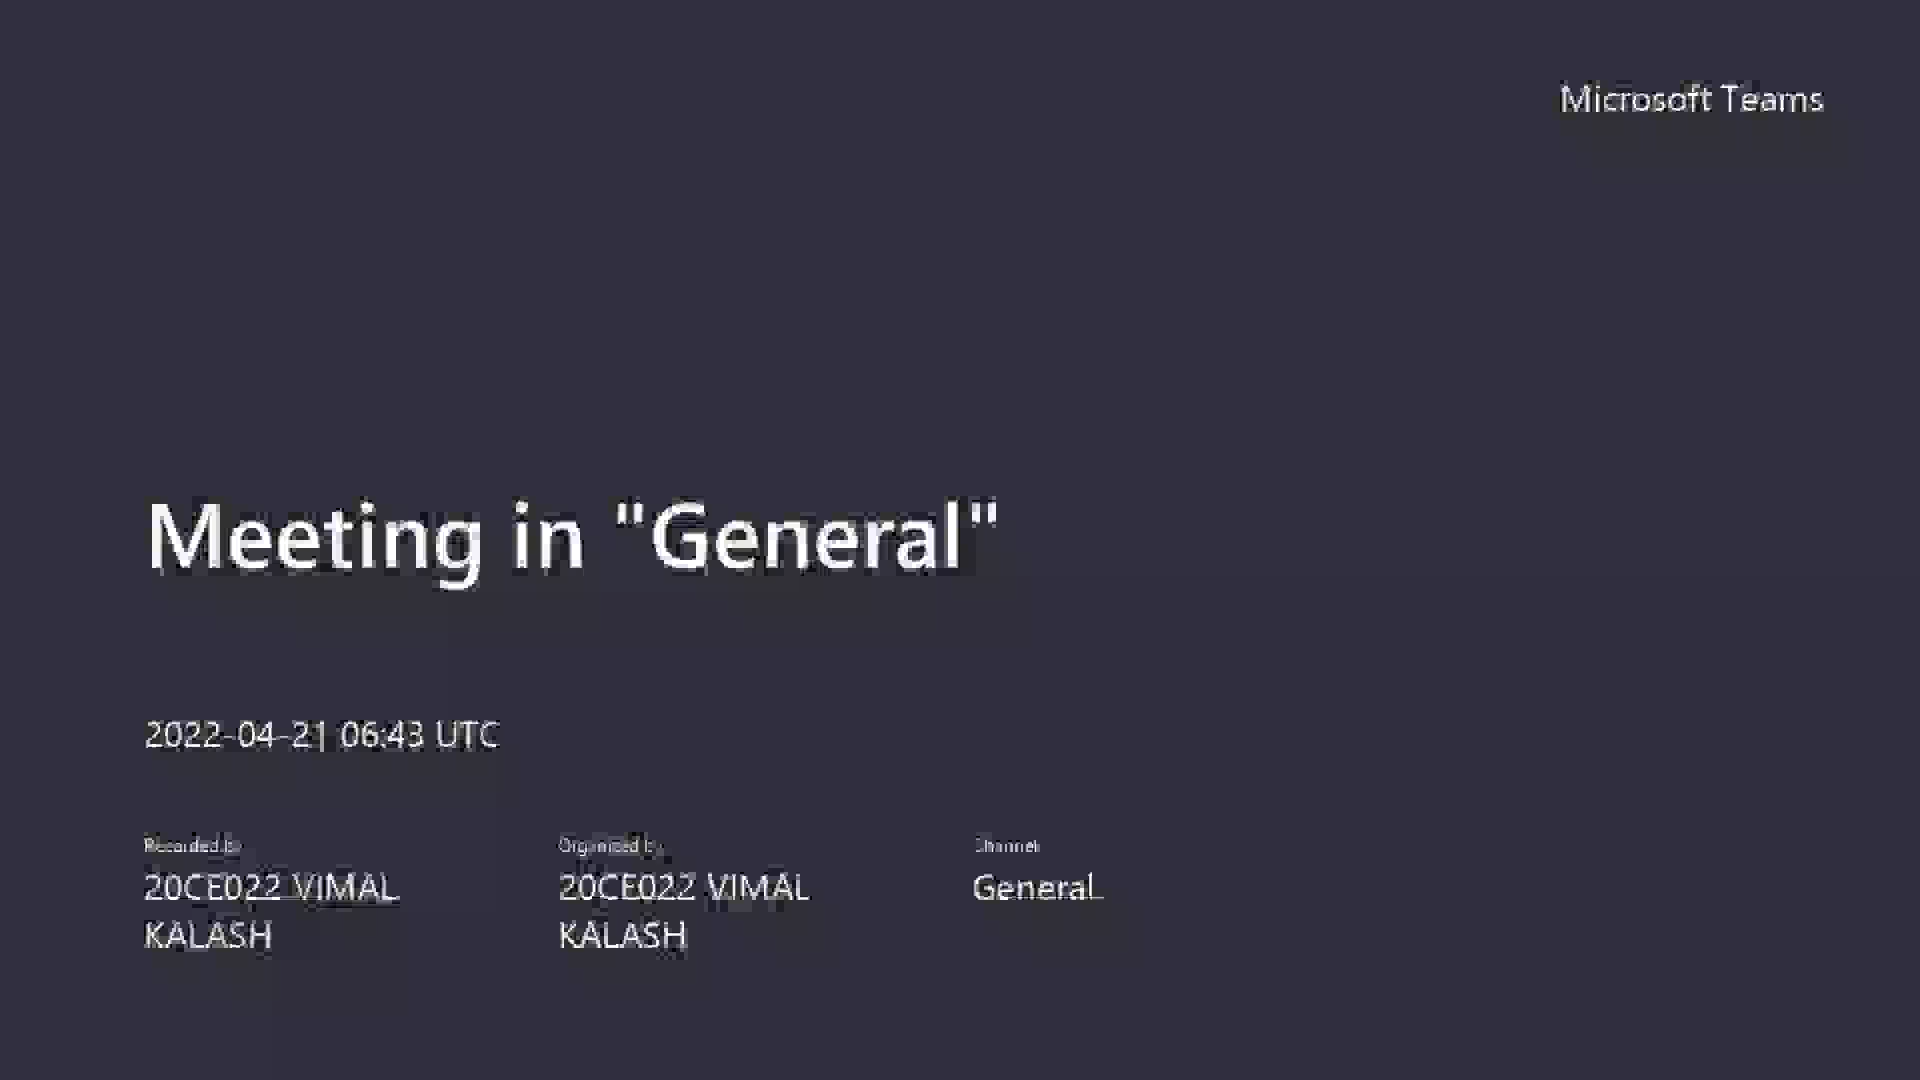 Microsoft Teams
Meeting in "General"
2022-04-21 06:43 UTC
Recorded by
Organized by
Channel
20CE022 VIMAL
20CE022 VIMAL
General
KALASH
KALASH